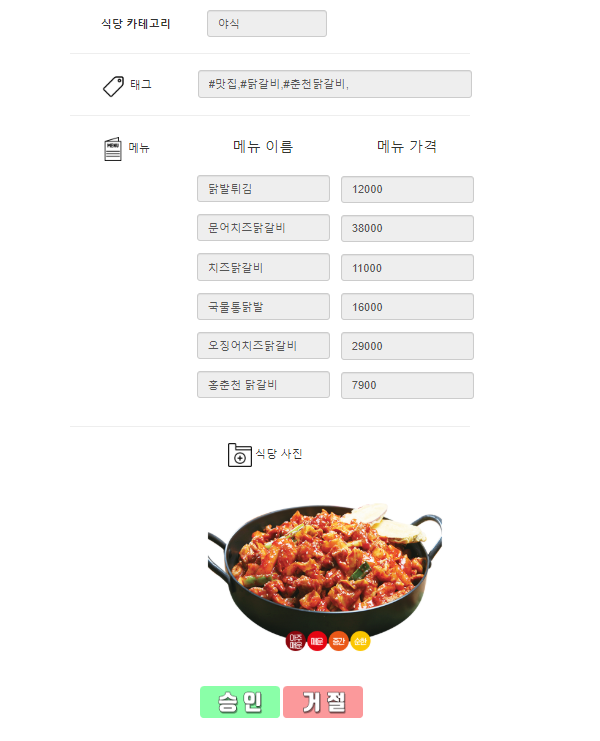 식당 카테고리 야식
태그 #맛집,#닭갈비,#춘천닭갈비,
MENU
메뉴 메뉴 이름 메뉴 가격
닭발튀김 12000
문어치즈닭갈비 38000
치즈닭갈비 11000
국물통닭발 16000
오징어치즈닭갈비 29000
홍춘천 닭갈비 7900
식당 사진
아주
매운 매운 중간 순한
승인 거절